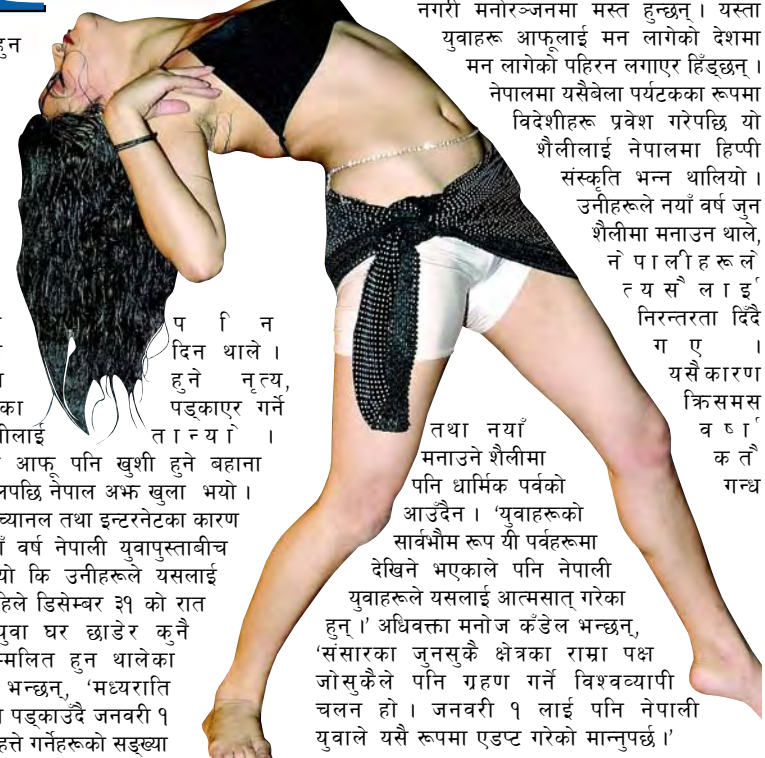 हुन
पनि
दिन थाले ।
हुने नृत्य,
का पड्काएर गर्ने
लाई तान्यो ।
आफू पनि खुशी हुने बहाना
पछि नेपाल अझ खुला भयो ।
च्यानल तथा इन्टरनेटका कारण
वर्ष नेपाली युवापुस्ताबीच
यो कि उनीहरूले यसलाई
हिले डिसेम्बर ३१ को रात
युवा घर छाडेर कुनै
म्मलित हुन थालेका
भन्छन्, ‘मध्यराति
पड्काउँदै जनवरी १
हत्ते गर्नेहरूको सङ्ख्या
नगरी मनोरञ्जनमा मस्त हुन्छन् । यस्ता
युवाहरू आफूलाई मन लागेको देशमा
मन लागेको पहिरन लगाएर हिँड्छन् ।
नेपालमा यसैबेला पर्यटकका रूपमा
विदेशीहरू प्रवेश गरेपछि यो
शैलीलाई नेपालमा हिप्पी
संस्कृति भन्न थालियो ।
उनीहरूले नयाँ वर्ष जुन
शैलीमा मनाउन थाले,
नेपालीहरूले
त्यसैलाई
निरन्तरता दिँदै
गए ।
यसैकारण
क्रिसमस
तथा नयाँ वर्ष
मनाउने शैलीमा कतै
पनि धार्मिक पर्वको गन्ध
आउँदैन । ‘युवाहरूको
सार्वभौम रूप यी पर्वहरूमा
देखिने भएकाले पनि नेपाली
युवाहरूले यसलाई आत्मसात् गरेका
हुन् ।’ अधिवक्ता मनोज कँडेल भन्छन्,
‘संसारका जुनसुकै क्षेत्रका राम्रा पक्ष
जोसुकैले पनि ग्रहण गर्ने विश्वव्यापी
चलन हो । जनवरी १ लाई पनि नेपाली
युवाले यसै रूपमा एडप्ट गरेको मान्नुपर्छ ।’